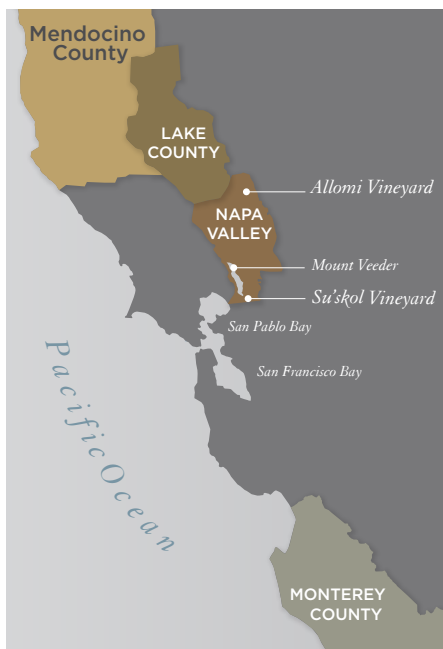 Mendocino
County
LAKE
COUNTY
Allomi Vineyard
NAPA
VALLEY
Mount Veeder
Su'skol Vineyard
San Pablo Bay
San Francisco Bay
Pacific Ocean
MONTEREY
COUNTY